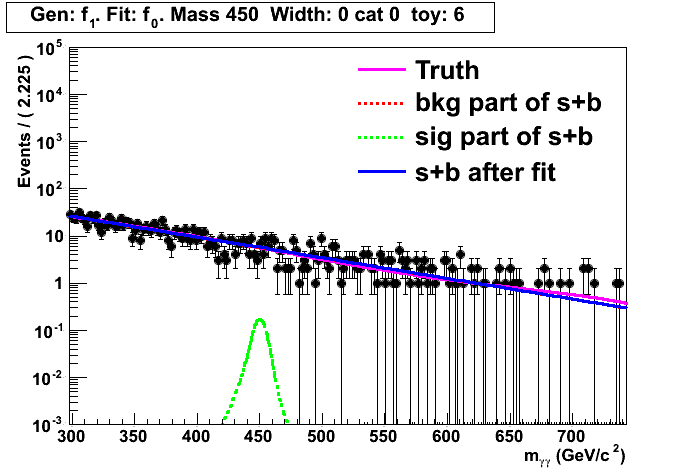 Gen: f₁. Fit: f₀. Mass 450 Width: 0 cat 0 toy: 6
Events / ( 2.225 )
10⁵
10⁴
10³
10²
10
1
10⁻¹
10⁻²
10⁻³
Truth
bkg part of s+b
sig part of s+b
s+b after fit
300 350 400 450 500 550 600 650 700
mᵧᵧ (GeV/c²)